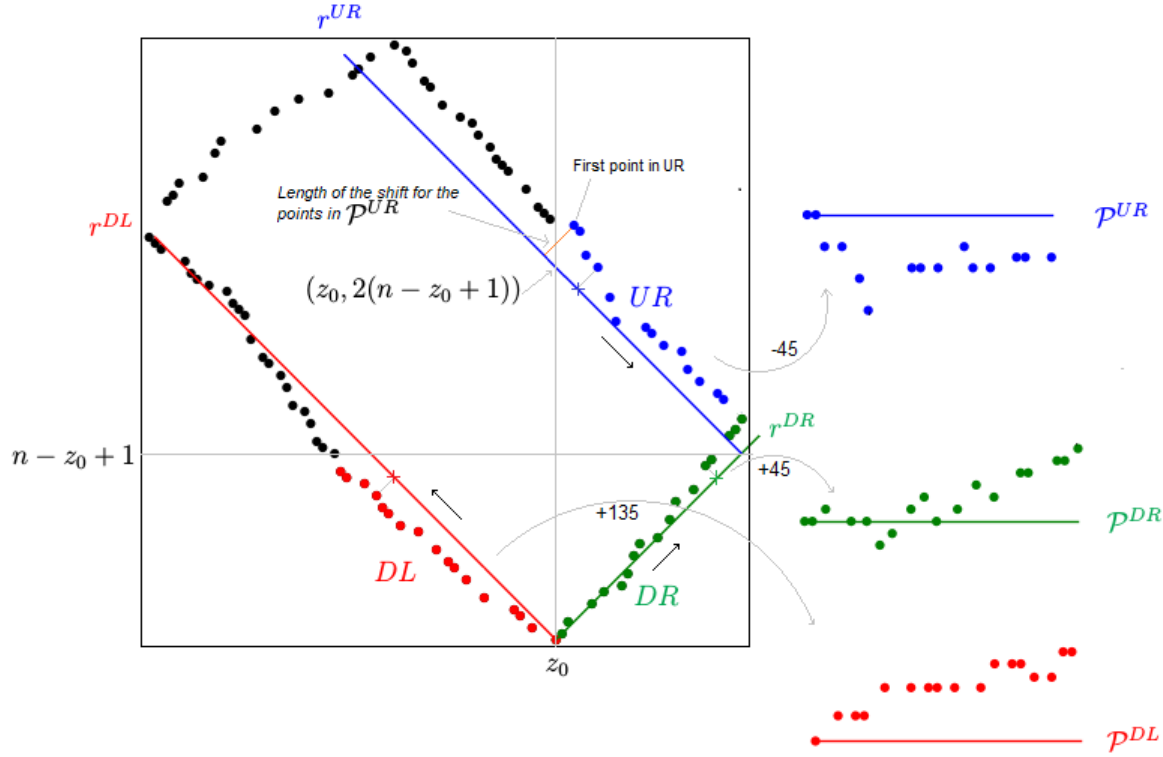 r^{UR}
First point in UR
Length of the shift for the
points in 𝒫^{UR}
r^{DL}
𝒫^{UR}
(z_0, 2(n − z_0 + 1))
UR
-45
r^{DR}
n − z_0 + 1
+45
+135
𝒫^{DR}
DL
DR
z_0
𝒫^{DL}